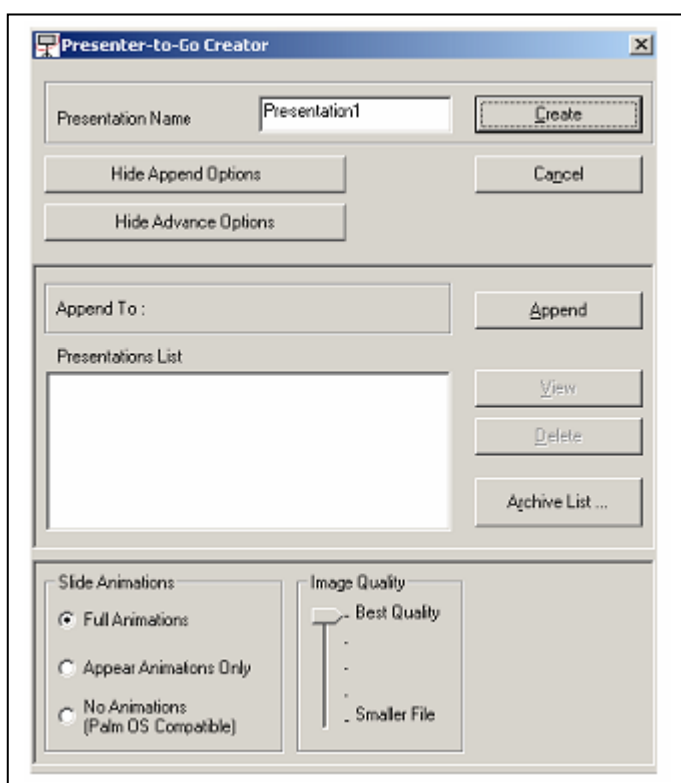 Presenter-to-Go Creator
Presentation Name
Presentation1
Create
Hide Append Options
Cancel
Hide Advance Options
Append To :
Append
Presentations List
View
Delete
Archive List ...
Slide Animations
Full Animations
Appear Animations Only
No Animations
(Palm OS Compatible)
Image Quality
Best Quality
Smaller File